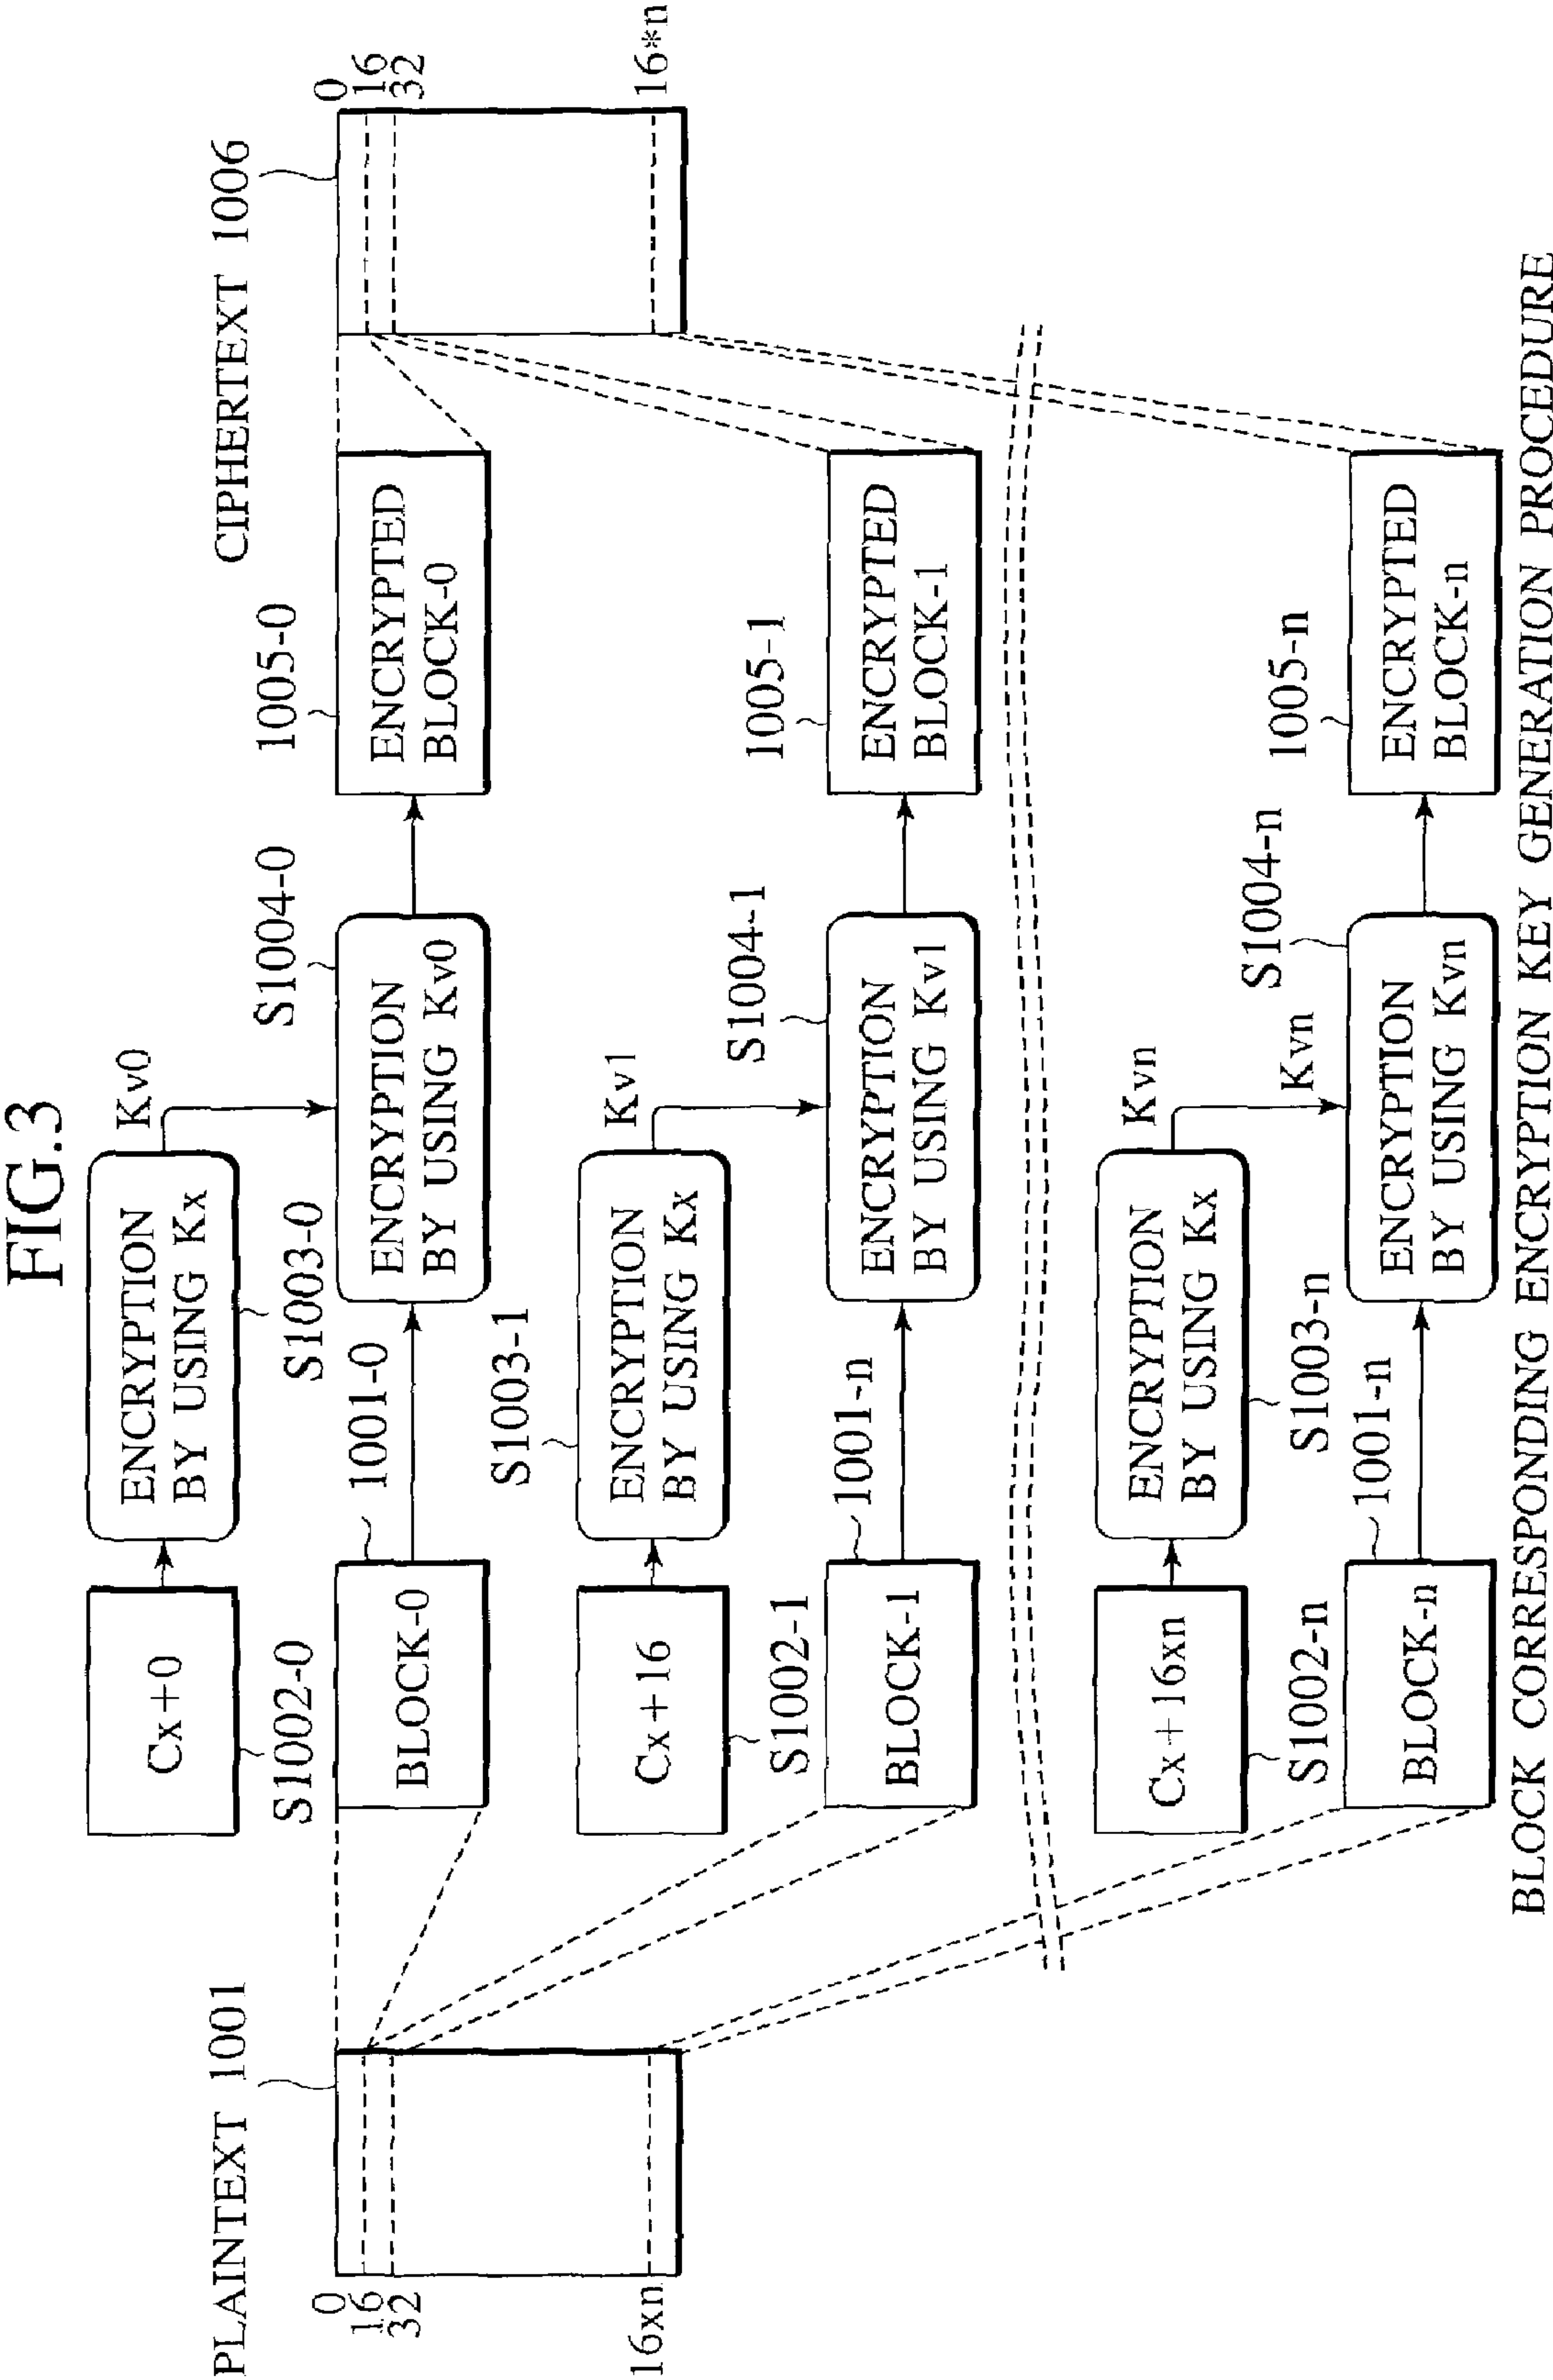 FIG.3
PLAINTEXT 1001
0
16
32
16xn
Cx+0
S1002-0
ENCRYPTION
BY USING Kx
S1003-0
Kv0
BLOCK-0
1001-0
ENCRYPTION
BY USING Kv0
S1004-0
ENCRYPTED
BLOCK-0
1005-0
CIPHERTEXT 1006
0
16
32
16*n
Cx+16
S1002-1
ENCRYPTION
BY USING Kx
S1003-1
Kv1
BLOCK-1
1001-n
ENCRYPTION
BY USING Kv1
S1004-1
ENCRYPTED
BLOCK-1
1005-1
Cx+16xn
S1002-n
ENCRYPTION
BY USING Kx
S1003-n
Kvn
Kvn
BLOCK-n
1001-n
ENCRYPTION
BY USING Kvn
S1004-n
ENCRYPTED
BLOCK-n
1005-n
BLOCK CORRESPONDING ENCRYPTION KEY GENERATION PROCEDURE